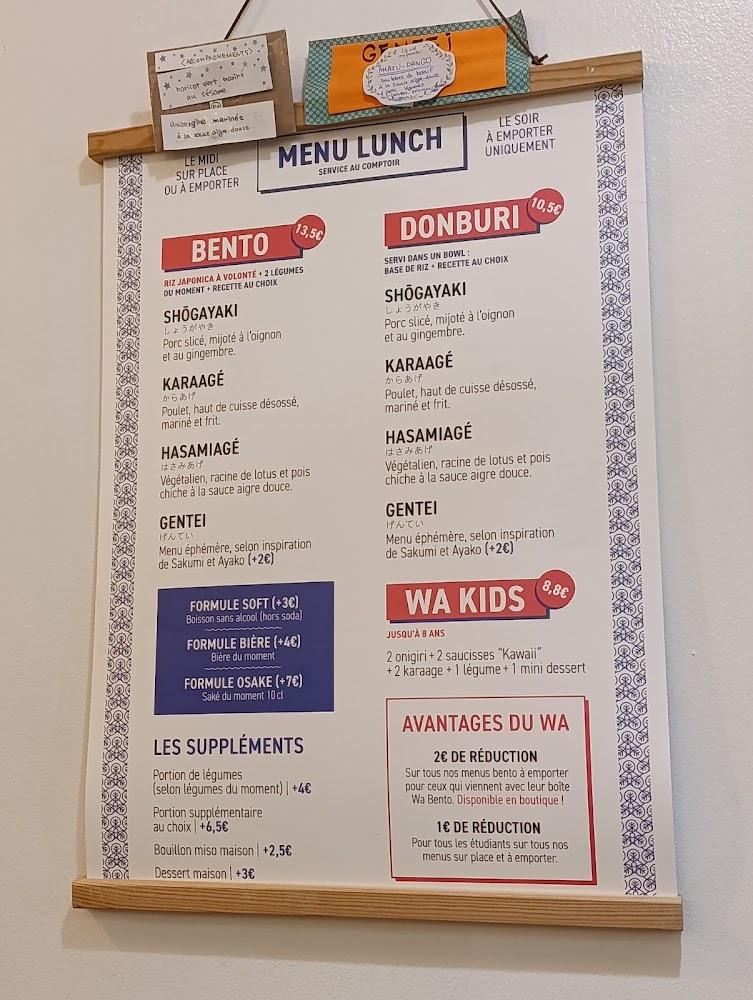 (ACCOMPAGNEMENTS)
haricot vert mariné
au sésame
aubergine marinée
à la sauce aigre-douce
AMAZU-DANGO
à la sauce aigre-douce
LE MIDI
SUR PLACE
OU À EMPORTER
MENU LUNCH
SERVICE AU COMPTOIR
LE SOIR
À EMPORTER
UNIQUEMENT
BENTO
13,5€
RIZ JAPONICA À VOLONTÉ + 2 LÉGUMES
DU MOMENT + RECETTE AU CHOIX
SHŌGAYAKI
しょうがやき
Porc slicé, mijoté à l'oignon
et au gingembre.
KARAAGÉ
からあげ
Poulet, haut de cuisse désossé,
mariné et frit.
HASAMIAGÉ
はさみあげ
Végétalien, racine de lotus et pois
chiche à la sauce aigre douce.
GENTEI
げんてい
Menu éphémère, selon inspiration
de Sakumi et Ayako (+2€)
FORMULE SOFT (+3€)
Boisson sans alcool (hors soda)
FORMULE BIÈRE (+4€)
Bière du moment
FORMULE OSAKE (+7€)
Saké du moment 10 cl
LES SUPPLÉMENTS
Portion de légumes
(selon légumes du moment) | +4€
Portion supplémentaire
au choix | +6,5€
Bouillon miso maison | +2,5€
Dessert maison | +3€
DONBURI
10,5€
SERVI DANS UN BOWL :
BASE DE RIZ + RECETTE AU CHOIX
SHŌGAYAKI
しょうがやき
Porc slicé, mijoté à l'oignon
et au gingembre.
KARAAGÉ
からあげ
Poulet, haut de cuisse désossé,
mariné et frit.
HASAMIAGÉ
はさみあげ
Végétalien, racine de lotus et pois
chiche à la sauce aigre douce.
GENTEI
げんてい
Menu éphémère, selon inspiration
de Sakumi et Ayako (+2€)
WA KIDS
8,8€
JUSQU'À 8 ANS
2 onigiri + 2 saucisses "Kawaii"
+ 2 karaage + 1 légume + 1 mini dessert
AVANTAGES DU WA
2€ DE RÉDUCTION
Sur tous nos menus bento à emporter
pour ceux qui viennent avec leur boîte
Wa Bento. Disponible en boutique !
1€ DE RÉDUCTION
Pour tous les étudiants sur tous nos
menus sur place et à emporter.